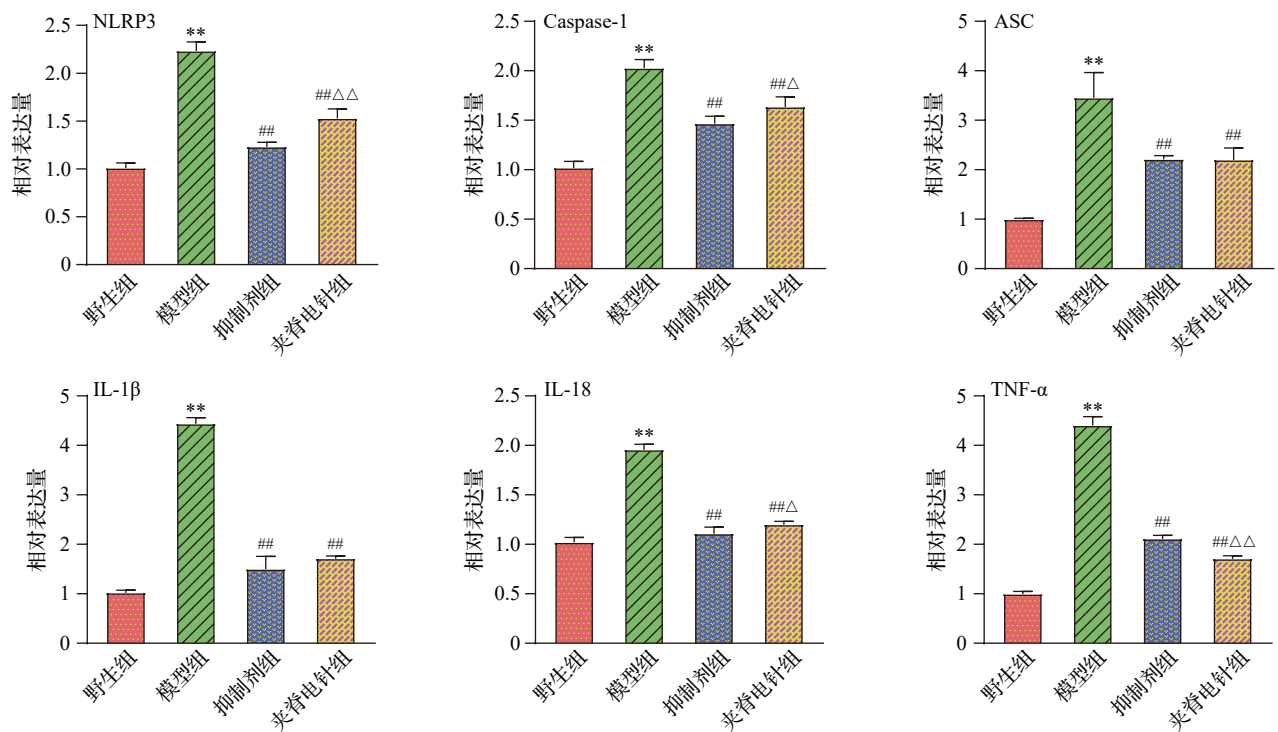 NLRP3
相对表达量
2.5
2.0
1.5
1.0
0.5
0
**
##
##△△
野生组
模型组
抑制剂组
夹脊电针组
Caspase-1
相对表达量
2.5
2.0
1.5
1.0
0.5
0
**
##
##△
野生组
模型组
抑制剂组
夹脊电针组
ASC
相对表达量
5
4
3
2
1
0
**
##
##
野生组
模型组
抑制剂组
夹脊电针组
IL-1β
相对表达量
5
4
3
2
1
0
**
##
##
野生组
模型组
抑制剂组
夹脊电针组
IL-18
相对表达量
2.5
2.0
1.5
1.0
0.5
0
**
##
##△
野生组
模型组
抑制剂组
夹脊电针组
TNF-α
相对表达量
5
4
3
2
1
0
**
##
##△△
野生组
模型组
抑制剂组
夹脊电针组